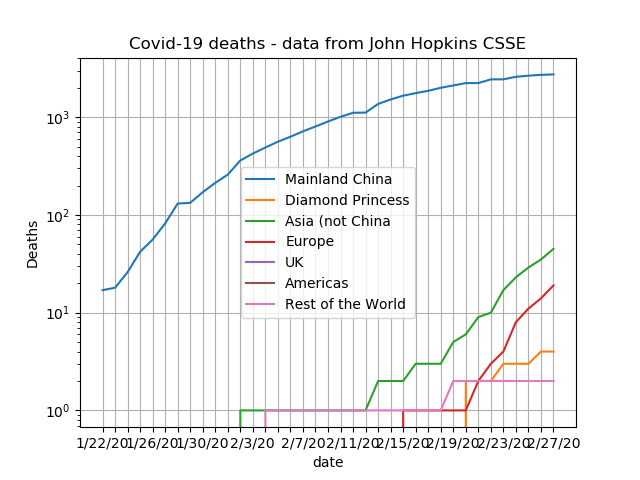 Covid-19 deaths - data from John Hopkins CSSE
Deaths
10³
10²
10¹
10⁰
Mainland China
Diamond Princess
Asia (not China
Europe
UK
Americas
Rest of the World
1/22/20 1/26/20 1/30/20 2/3/20 2/7/20 2/11/20 2/15/20 2/19/20 2/23/20 2/27/20
date